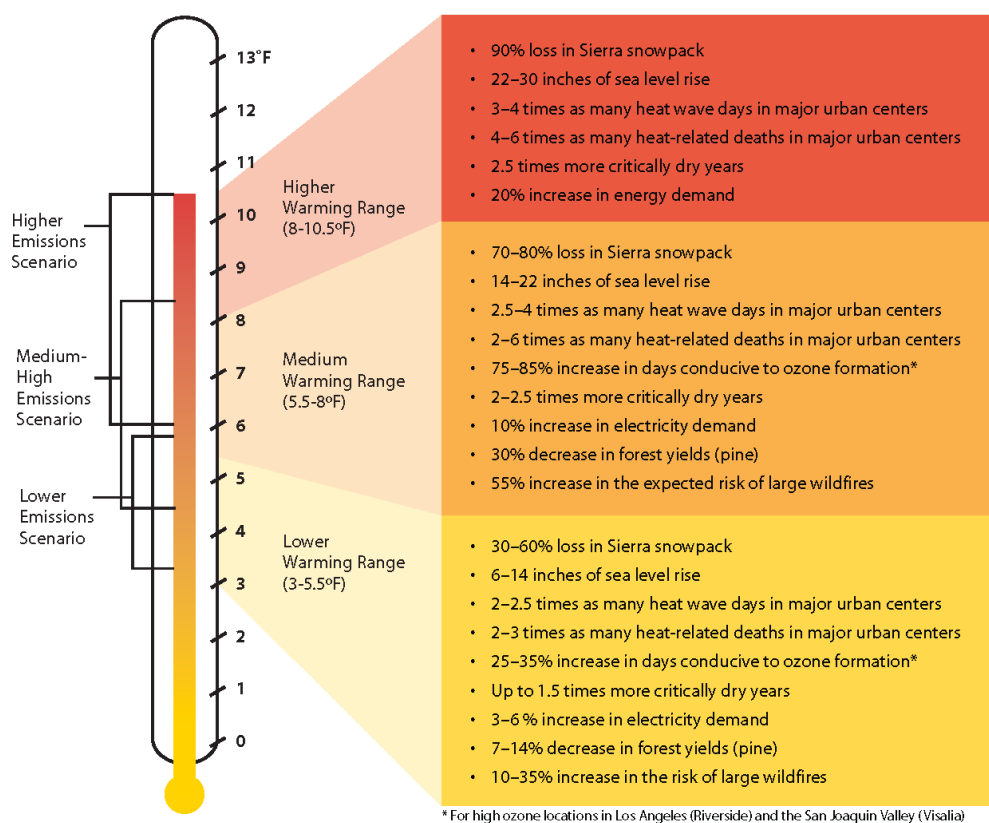 13°F
12
11
10
9
8
7
6
5
4
3
2
1
0
Higher
Emissions
Scenario
Medium-
High
Emissions
Scenario
Lower
Emissions
Scenario
Higher
Warming Range
(8-10.5ºF)
Medium
Warming Range
(5.5-8ºF)
Lower
Warming Range
(3-5.5ºF)
• 90% loss in Sierra snowpack
• 22–30 inches of sea level rise
• 3–4 times as many heat wave days in major urban centers
• 4–6 times as many heat-related deaths in major urban centers
• 2.5 times more critically dry years
• 20% increase in energy demand
• 70–80% loss in Sierra snowpack
• 14–22 inches of sea level rise
• 2.5–4 times as many heat wave days in major urban centers
• 2–6 times as many heat-related deaths in major urban centers
• 75–85% increase in days conducive to ozone formation*
• 2–2.5 times more critically dry years
• 10% increase in electricity demand
• 30% decrease in forest yields (pine)
• 55% increase in the expected risk of large wildfires
• 30–60% loss in Sierra snowpack
• 6–14 inches of sea level rise
• 2–2.5 times as many heat wave days in major urban centers
• 2–3 times as many heat-related deaths in major urban centers
• 25–35% increase in days conducive to ozone formation*
• Up to 1.5 times more critically dry years
• 3–6 % increase in electricity demand
• 7–14% decrease in forest yields (pine)
• 10–35% increase in the risk of large wildfires
* For high ozone locations in Los Angeles (Riverside) and the San Joaquin Valley (Visalia)